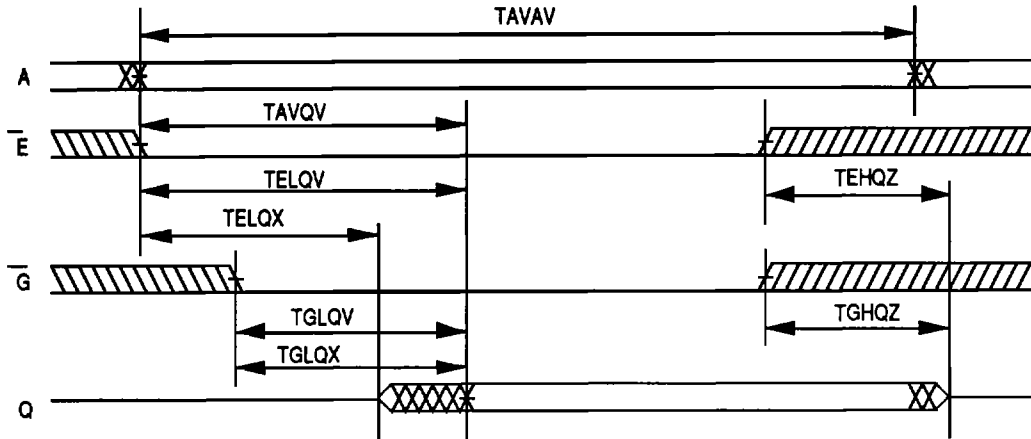 TAVAV
A
TAVQV
E̅
TELQV
TEHQZ
TELQX
G̅
TGLQV
TGHQZ
TGLQX
Q